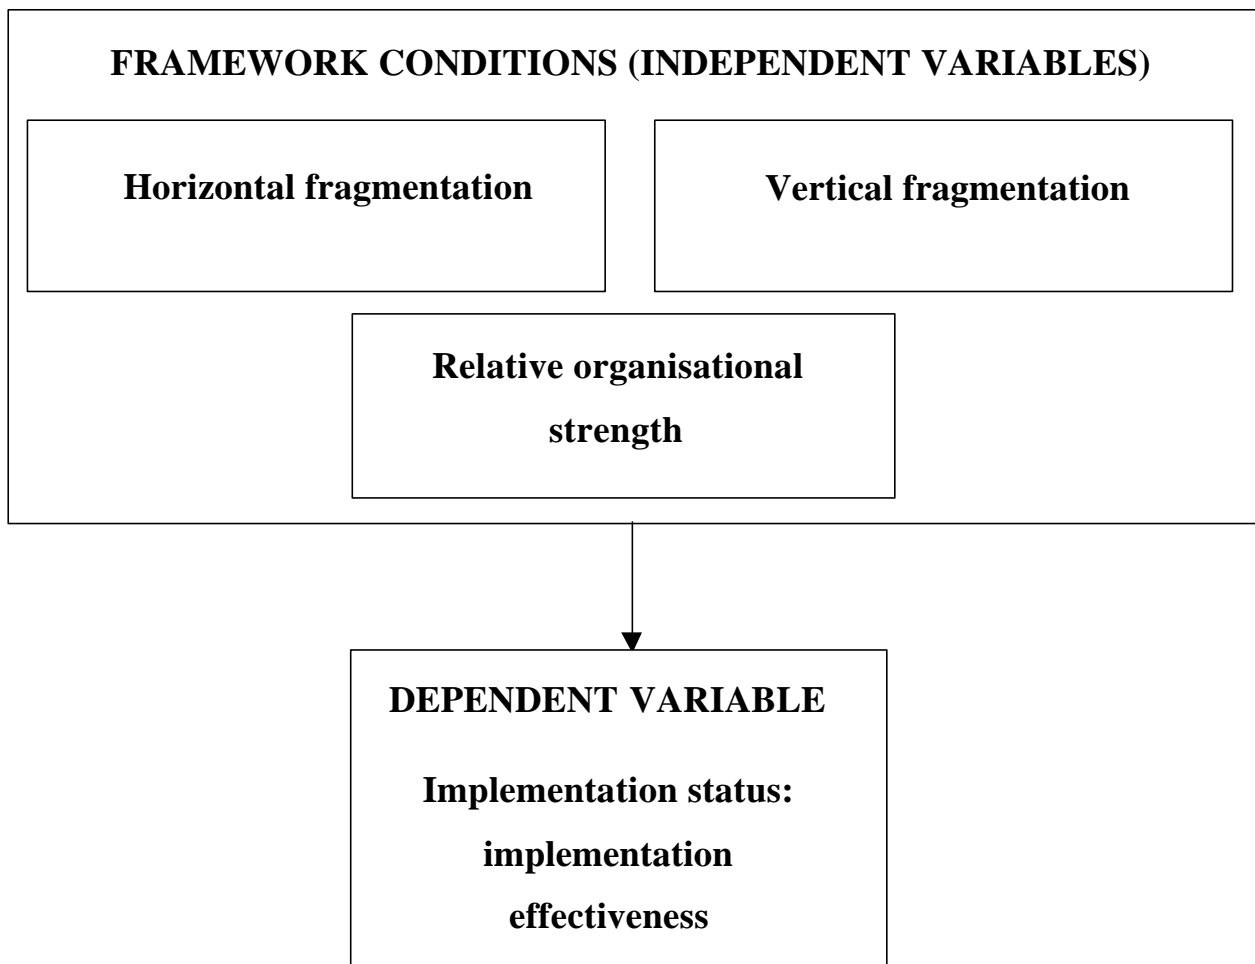 FRAMEWORK CONDITIONS (INDEPENDENT VARIABLES)
Horizontal fragmentation
Vertical fragmentation
Relative organisational
strength
DEPENDENT VARIABLE
Implementation status:
implementation
effectiveness